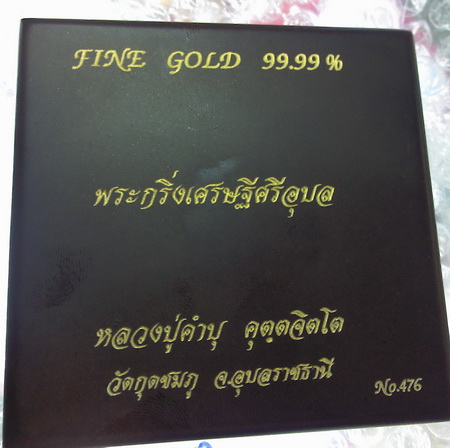 FINE GOLD 99.99 %
พระกริ่งเศรษฐีศรีอุบล
หลวงปู่คำบุ คุตฺตจิตโต
วัดกุดชมภู จ.อุบลราชธานี
No.476